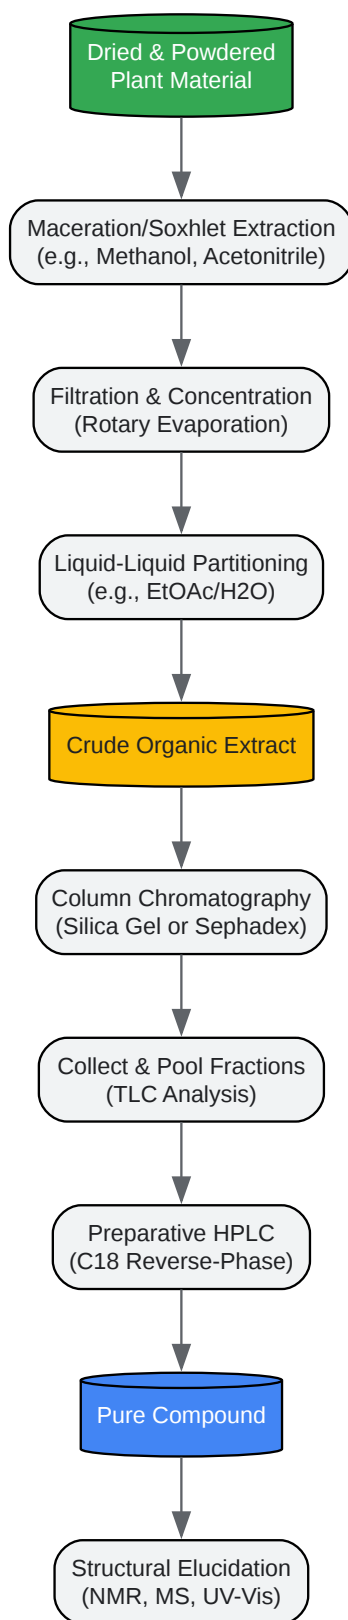 Dried & Powdered
Plant Material
Maceration/Soxhlet Extraction
(e.g., Methanol, Acetonitrile)
Filtration & Concentration
(Rotary Evaporation)
Liquid-Liquid Partitioning
(e.g., EtOAc/H2O)
Crude Organic Extract
Column Chromatography
(Silica Gel or Sephadex)
Collect & Pool Fractions
(TLC Analysis)
Preparative HPLC
(C18 Reverse-Phase)
Pure Compound
Structural Elucidation
(NMR, MS, UV-Vis)